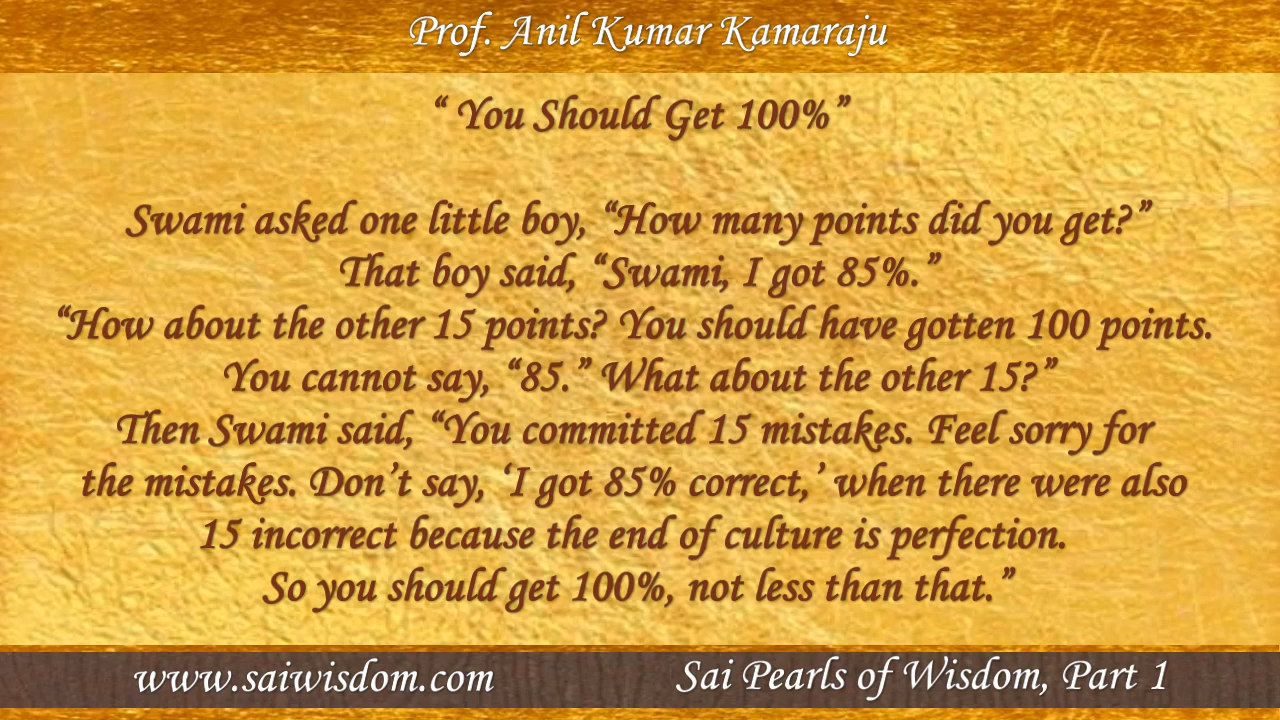 Prof. Anil Kumar Kamaraju
“ You Should Get 100%”
Swami asked one little boy, “How many points did you get?”
That boy said, “Swami, I got 85%.”
“How about the other 15 points? You should have gotten 100 points.
You cannot say, “85.” What about the other 15?”
Then Swami said, “You committed 15 mistakes. Feel sorry for
the mistakes. Don’t say, ‘I got 85% correct,’ when there were also
15 incorrect because the end of culture is perfection.
So you should get 100%, not less than that.”
www.saiwisdom.com
Sai Pearls of Wisdom, Part 1